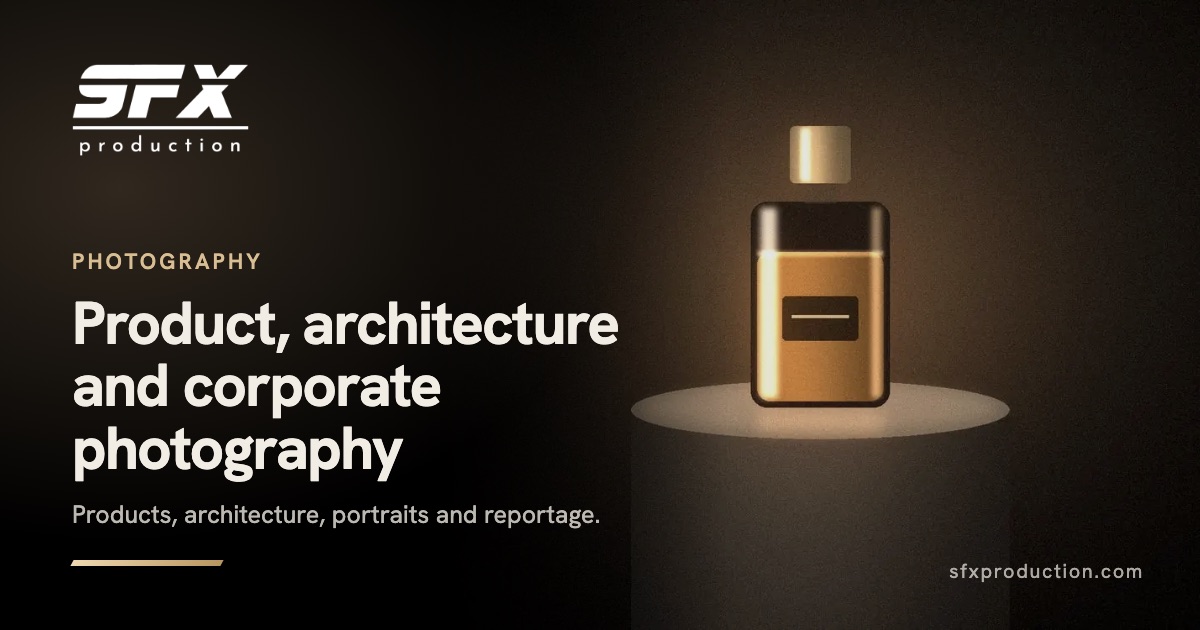 SFX
production
PHOTOGRAPHY
Product, architecture
and corporate
photography
Products, architecture, portraits and reportage.
sfxproduction.com